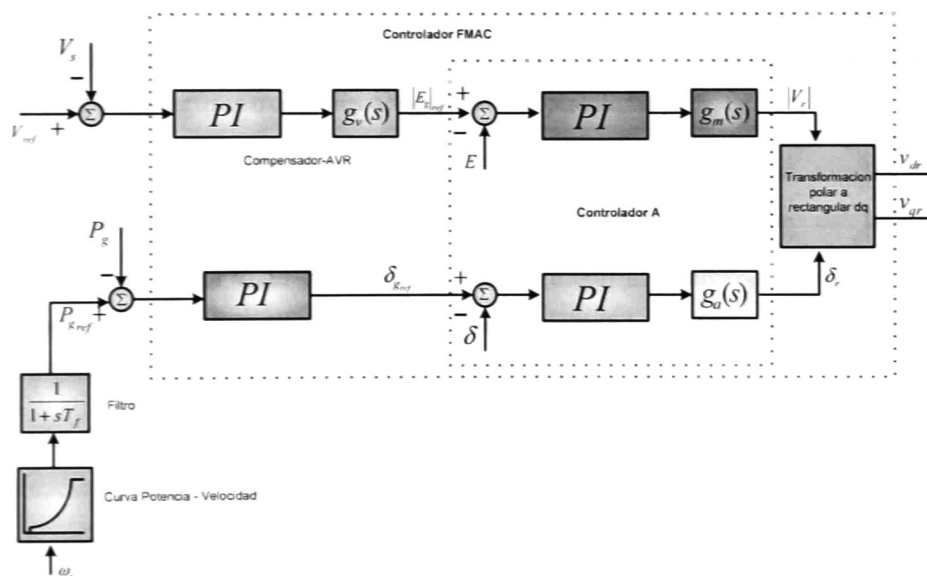 Controlador FMAC
V_s
−
V_ref +
Σ
PI
g_v(s)
|E_g|_ref
+
−
Σ
E
PI
g_m(s)
|V_r|
Compensador-AVR
Transformacion
polar a
rectangular dq
v_dr
v_qr
Controlador A
P_g
−
P_g_ref +
Σ
PI
δ_g_ref
+
−
Σ
δ
PI
g_a(s)
δ_r
1
1+sT_f
Filtro
Curva Potencia - Velocidad